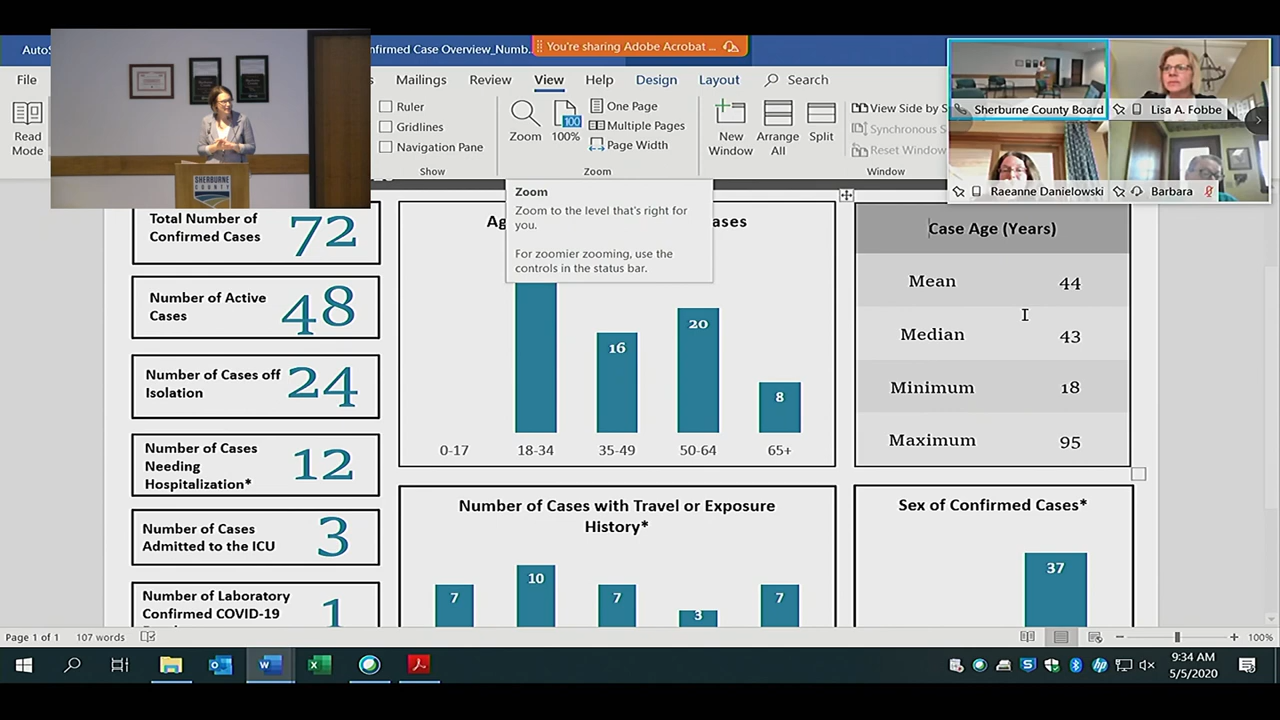 AutoS
nfirmed Case Overview_Numb...
You're sharing Adobe Acrobat ...
File
Mailings
Review
View
Help
Design
Layout
Search
Read
Mode
Ruler
Gridlines
Navigation Pane
Show
Zoom
100
100%
One Page
Multiple Pages
Page Width
Zoom
New
Window
Arrange
All
Split
View Side by S
Synchronous S
Reset Window
Window
SHERBURNE
COUNTY
Sherburne County Board
Lisa A. Fobbe
Raeanne Danielowski
Barbara
Zoom
Zoom to the level that's right for
you.
For zoomier zooming, use the
controls in the status bar.
Total Number of
Confirmed Cases
72
Number of Active
Cases
48
Number of Cases off
Isolation
24
Number of Cases
Needing
Hospitalization*
12
Number of Cases
Admitted to the ICU
3
Number of Laboratory
Confirmed COVID-19
1
Ag
ases
16
20
8
0-17
18-34
35-49
50-64
65+
Case Age (Years)
Mean 44
Median 43
Minimum 18
Maximum 95
Number of Cases with Travel or Exposure
History*
7
10
7
3
7
Sex of Confirmed Cases*
37
Page 1 of 1
107 words
100%
9:34 AM
5/5/2020